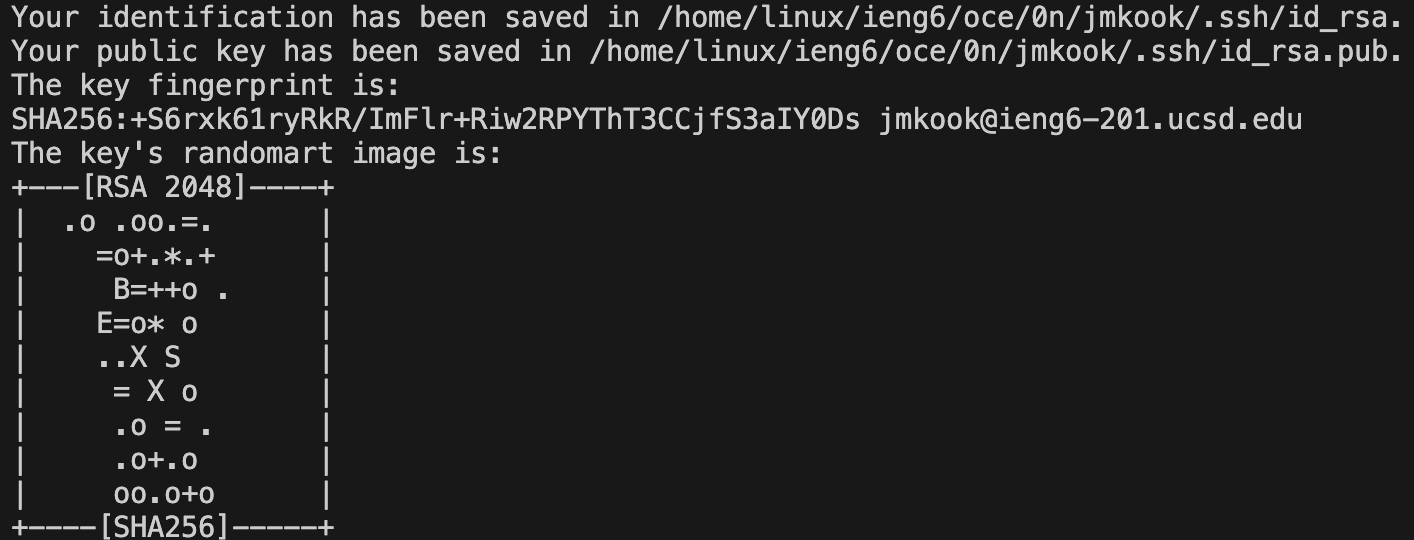 Your identification has been saved in /home/linux/ieng6/oce/0n/jmkook/.ssh/id_rsa.
Your public key has been saved in /home/linux/ieng6/oce/0n/jmkook/.ssh/id_rsa.pub.
The key fingerprint is:
SHA256:+S6rxk61ryRkR/ImFlr+Riw2RPYThT3CCjfS3aIY0Ds jmkook@ieng6-201.ucsd.edu
The key's randomart image is:
+---[RSA 2048]----+
|  .o .oo.=.      |
|    =o+.*.+      |
|     B=++o .     |
|    E=o* o       |
|    ..X S        |
|     = X o       |
|     .o = .      |
|     .o+.o       |
|     oo.o+o      |
+----[SHA256]-----+